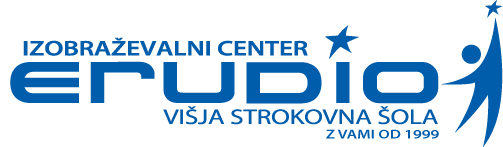 IZOBRAŽEVALNI CENTER
ERUDIO
VIŠJA STROKOVNA ŠOLA
Z VAMI OD 1999